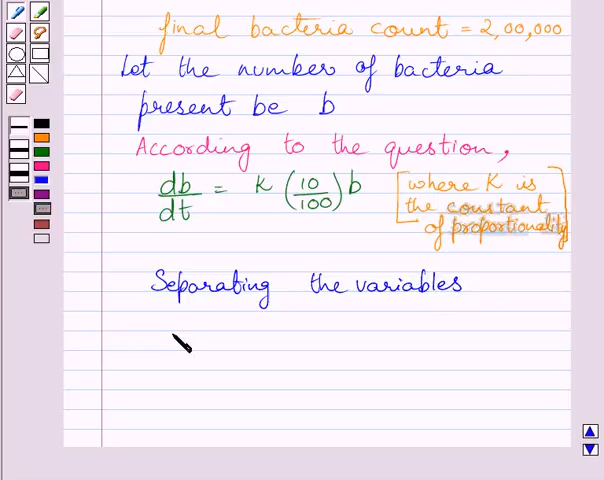 final bacteria count = 2,00,000
Let the number of bacteria
present be b
According to the question,
db/dt = K (10/100) b [where K is
the constant
of proportionality]
Separating the variables